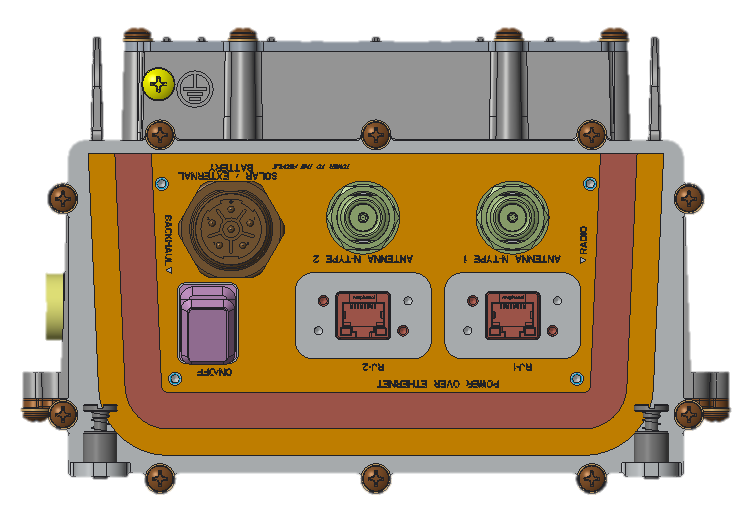 POWER OVER ETHERNET
RJ-1
RJ-2
ON/OFF
ANTENNA N-TYPE 1
ANTENNA N-TYPE 2
▽ RADIO
BACKHAUL ▽
SOLAR , EXTERNAL
BATTERY
POWER TO THE PEOPLE